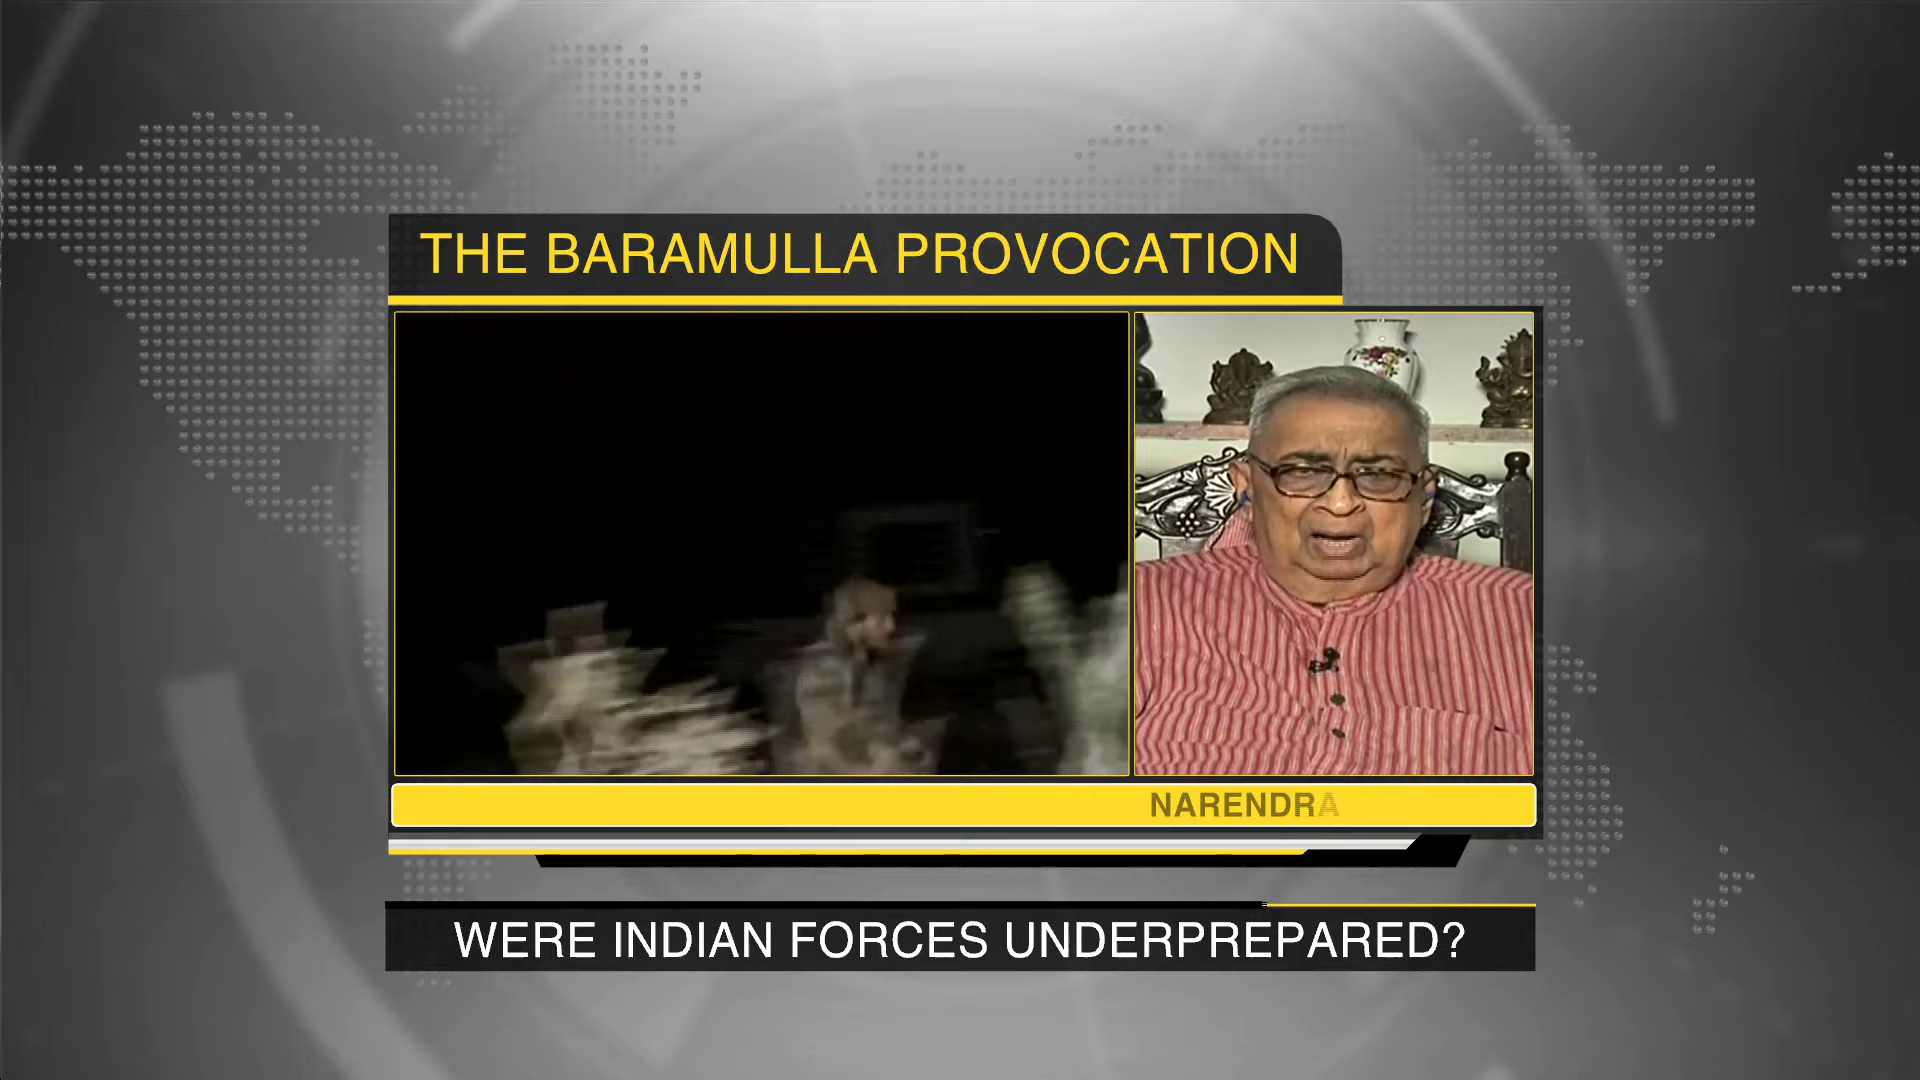 THE BARAMULLA PROVOCATION
NARENDRA
WERE INDIAN FORCES UNDERPREPARED?